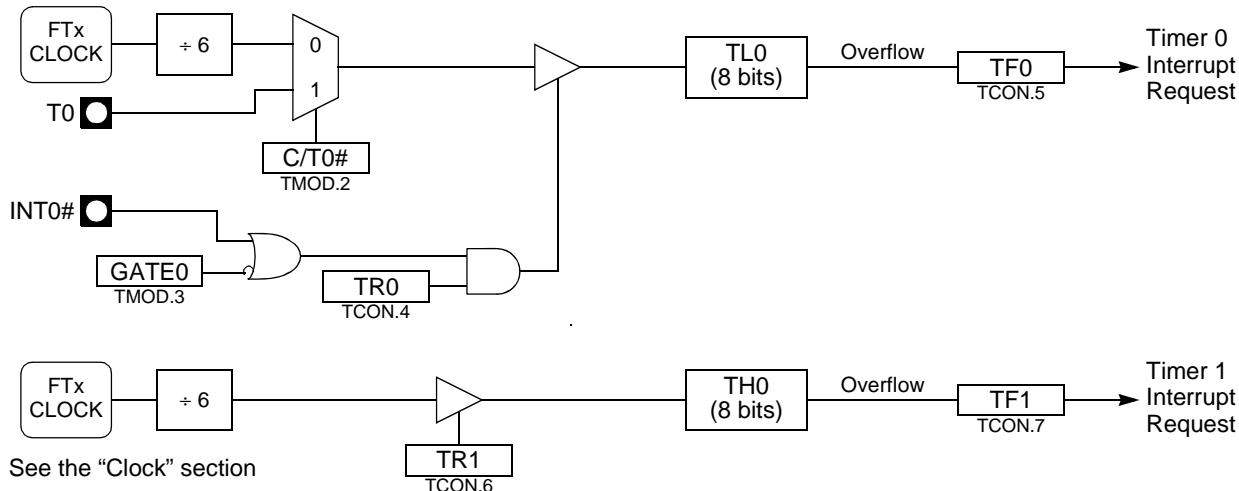 FTx
CLOCK
÷ 6
0
1
T0
C/T0#
TMOD.2
TL0
(8 bits)
Overflow
TF0
TCON.5
Timer 0
Interrupt
Request
INT0#
GATE0
TMOD.3
TR0
TCON.4
FTx
CLOCK
÷ 6
TR1
TCON.6
TH0
(8 bits)
Overflow
TF1
TCON.7
Timer 1
Interrupt
Request
See the “Clock” section